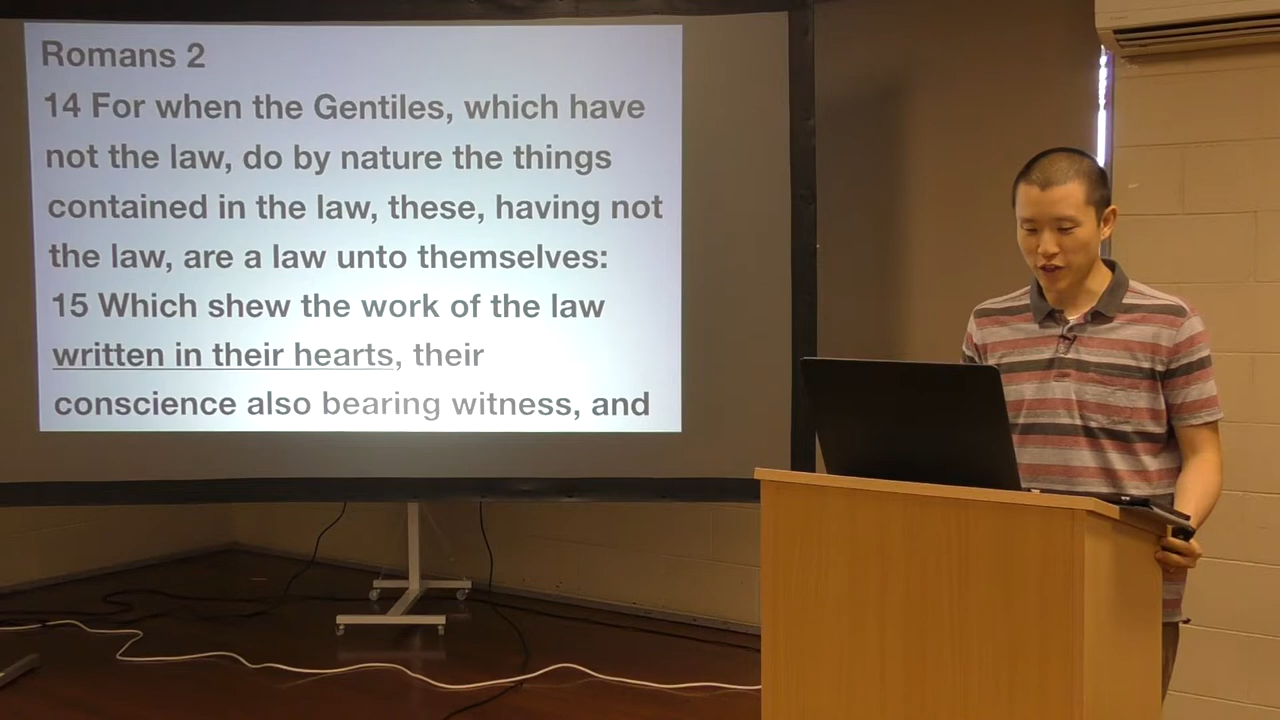 Romans 2
14 For when the Gentiles, which have
not the law, do by nature the things
contained in the law, these, having not
the law, are a law unto themselves:
15 Which shew the work of the law
written in their hearts, their
conscience also bearing witness, and